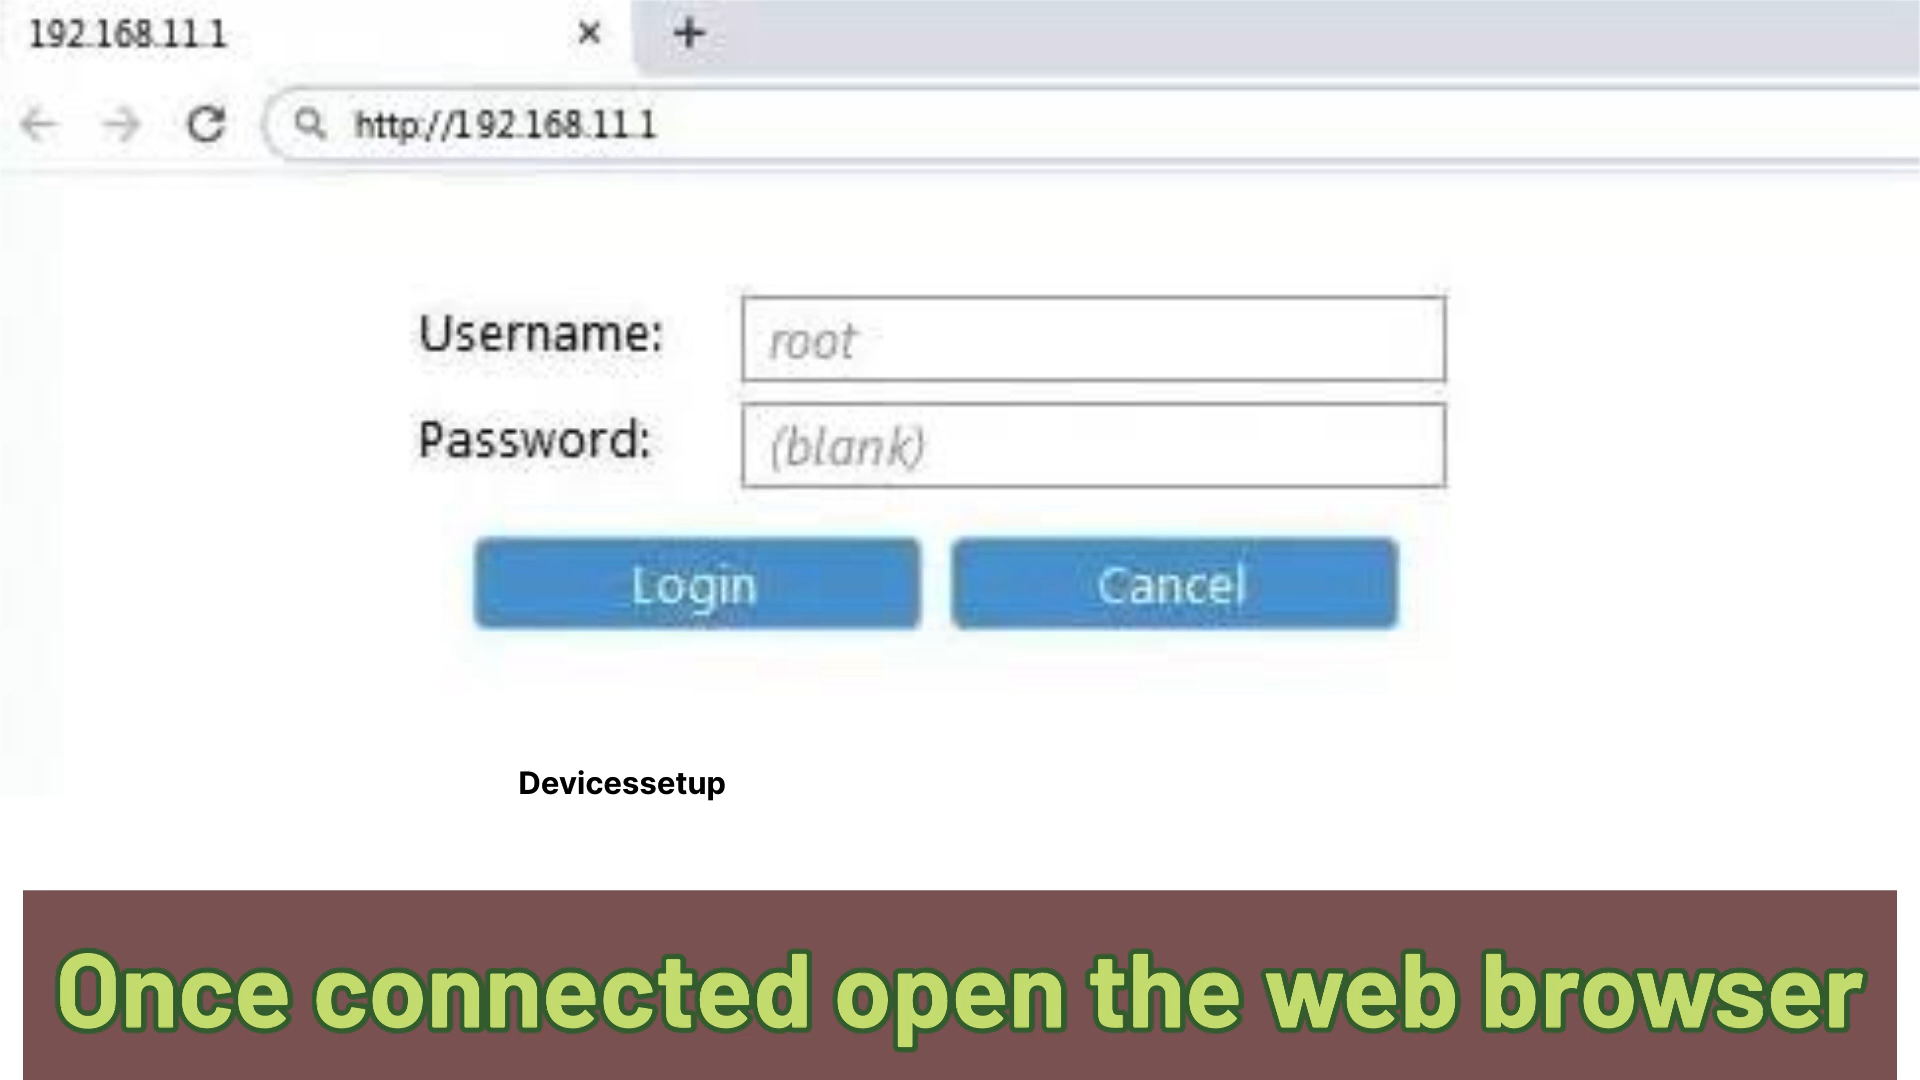 192.168.11.1
http://192.168.11.1
Username: root
Password: (blank)
Login Cancel
Devicessetup
Once connected open the web browser